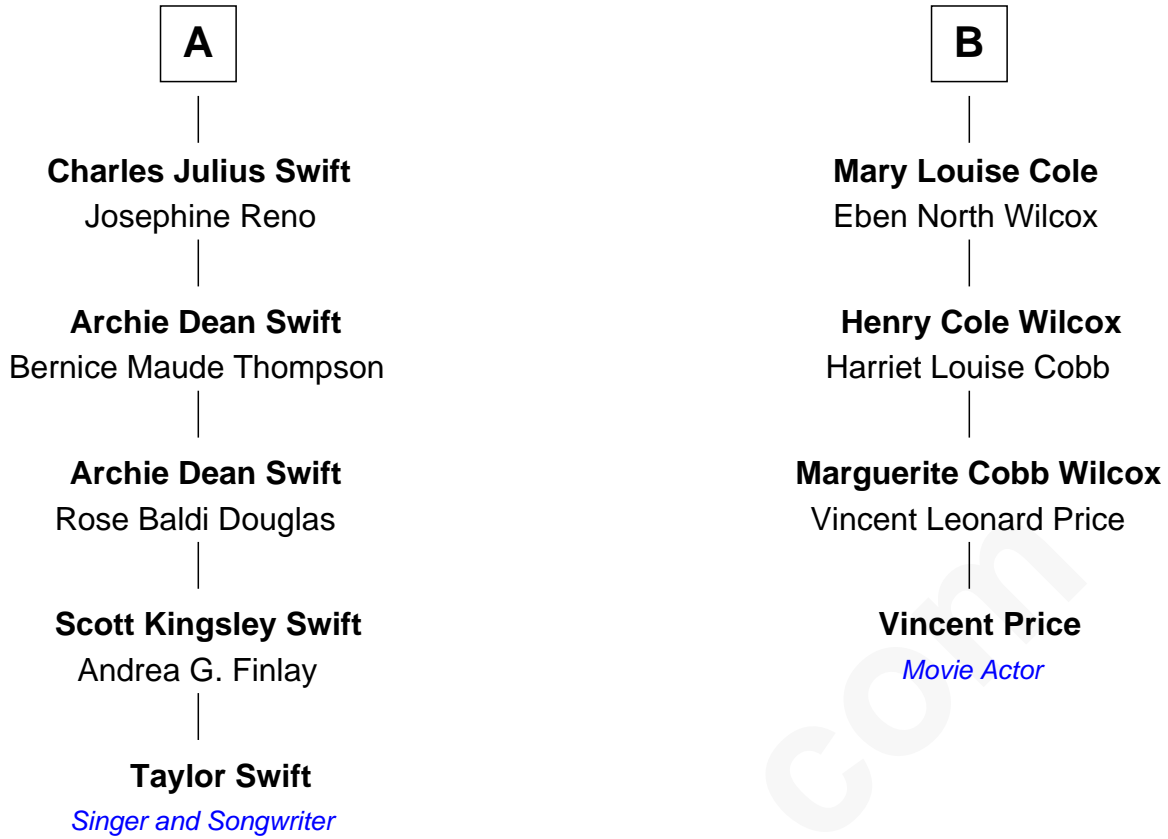 A
Charles Julius Swift
Josephine Reno
Archie Dean Swift
Bernice Maude Thompson
Archie Dean Swift
Rose Baldi Douglas
Scott Kingsley Swift
Andrea G. Finlay
Taylor Swift
Singer and Songwriter
B
Mary Louise Cole
Eben North Wilcox
Henry Cole Wilcox
Harriet Louise Cobb
Marguerite Cobb Wilcox
Vincent Leonard Price
Vincent Price
Movie Actor
com